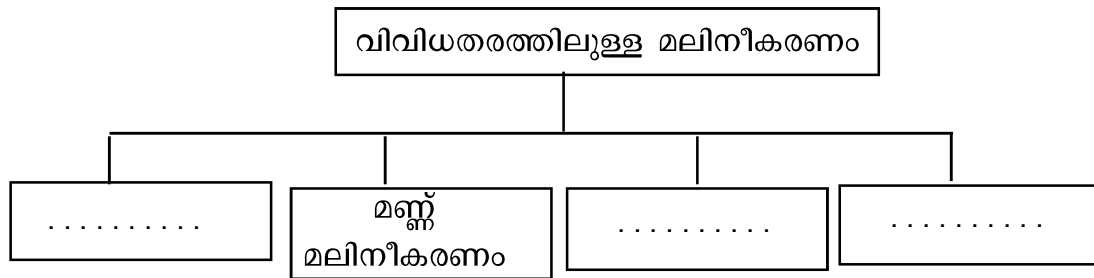 വിവിധതരത്തിലുള്ള മലിനീകരണം
. . . . . . . . . .
മണ്ണ്
മലിനീകരണം
. . . . . . . . . .
. . . . . . . . . .